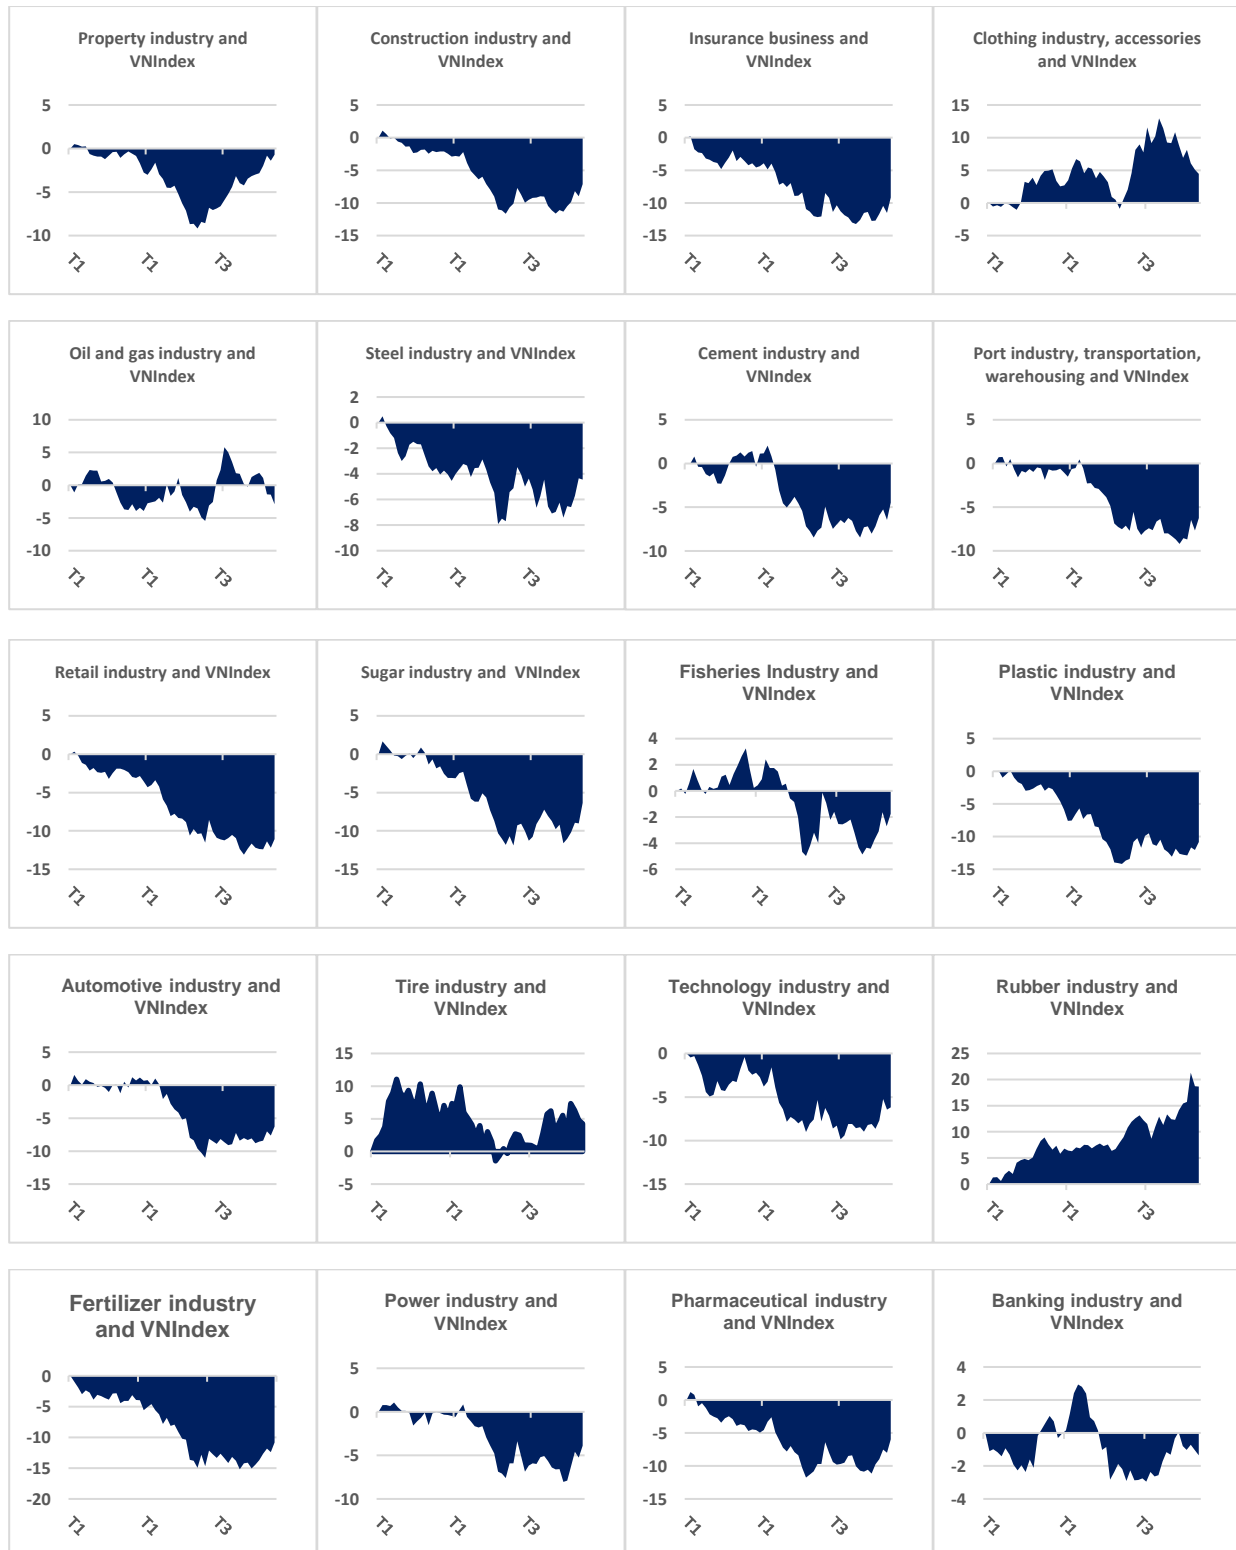 Property industry and
VNIndex
5
0
-5
-10
T1
T1
T3
Construction industry and
VNIndex
5
0
-5
-10
-15
T1
T1
T3
Insurance business and
VNIndex
5
0
-5
-10
-15
T1
T1
T3
Clothing industry, accessories
and VNIndex
15
10
5
0
-5
T1
T1
T3
Oil and gas industry and
VNIndex
10
5
0
-5
-10
T1
T1
T3
Steel industry and VNIndex
2
0
-2
-4
-6
-8
-10
T1
T1
T3
Cement industry and
VNIndex
5
0
-5
-10
T1
T1
T3
Port industry, transportation,
warehousing and VNIndex
5
0
-5
-10
T1
T1
T3
Retail industry and VNIndex
5
0
-5
-10
-15
T1
T1
T3
Sugar industry and VNIndex
5
0
-5
-10
-15
T1
T1
T3
Fisheries Industry and
VNIndex
4
2
0
-2
-4
-6
T1
T1
T3
Plastic industry and
VNIndex
5
0
-5
-10
-15
T1
T1
T3
Automotive industry and
VNIndex
5
0
-5
-10
-15
T1
T1
T3
Tire industry and
VNIndex
15
10
5
0
-5
T1
T1
T3
Technology industry and
VNIndex
0
-5
-10
-15
T1
T1
T3
Rubber industry and
VNIndex
25
20
15
10
5
0
T1
T1
T3
Fertilizer industry
and VNIndex
0
-5
-10
-15
-20
T1
T1
T3
Power industry and
VNIndex
5
0
-5
-10
T1
T1
T3
Pharmaceutical industry
and VNIndex
5
0
-5
-10
-15
T1
T1
T3
Banking industry and
VNIndex
4
2
0
-2
-4
T1
T1
T3